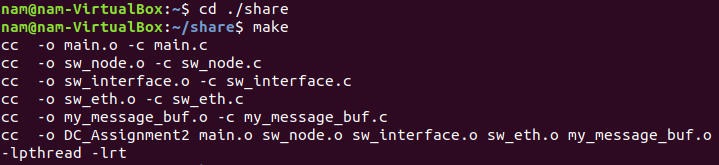 nam@nam-VirtualBox:~$ cd ./share
nam@nam-VirtualBox:~/share$ make
cc  -o main.o -c main.c
cc  -o sw_node.o -c sw_node.c
cc  -o sw_interface.o -c sw_interface.c
cc  -o sw_eth.o -c sw_eth.c
cc  -o my_message_buf.o -c my_message_buf.c
cc  -o DC_Assignment2 main.o sw_node.o sw_interface.o sw_eth.o my_message_buf.o
-lpthread -lrt